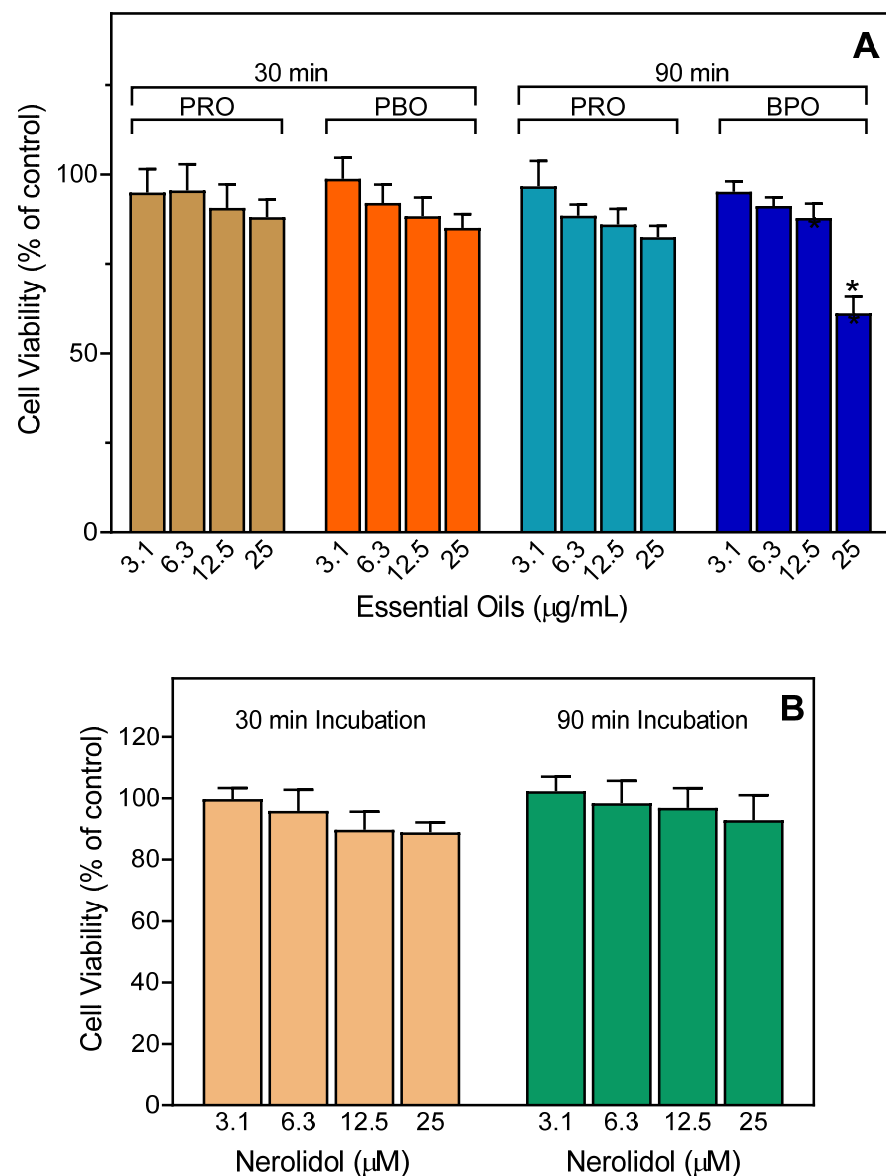 A
30 min 90 min
PRO PBO PRO BPO
100
50
0
Cell Viability (% of control)
*
*
*
3.1 6.3 12.5 25 3.1 6.3 12.5 25 3.1 6.3 12.5 25 3.1 6.3 12.5 25
Essential Oils (μg/mL)
B
30 min Incubation 90 min Incubation
120
100
80
60
40
20
0
Cell Viability (% of control)
3.1 6.3 12.5 25 3.1 6.3 12.5 25
Nerolidol (μM) Nerolidol (μM)